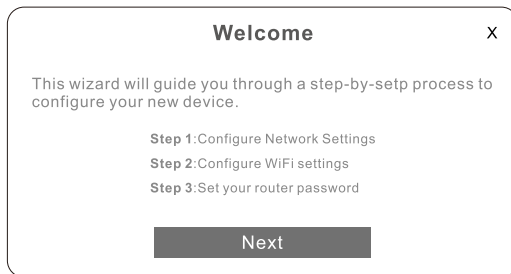 Welcome
X
This wizard will guide you through a step-by-setp process to
configure your new device.
Step 1:Configure Network Settings
Step 2:Configure WiFi settings
Step 3:Set your router password
Next